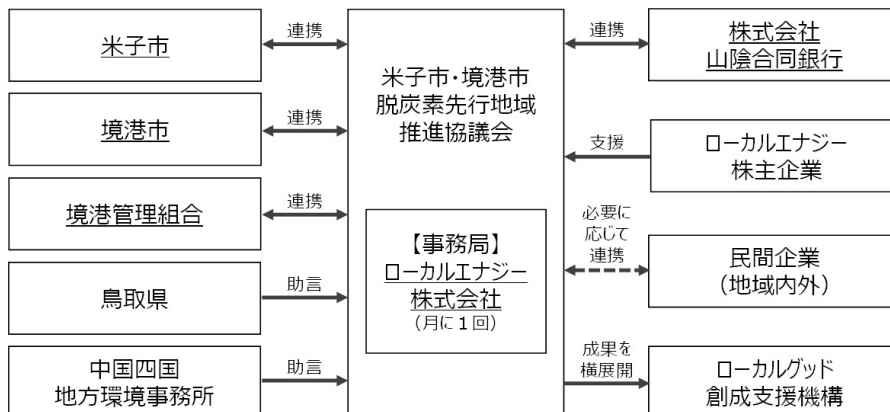 米子市
連携
境港市
連携
境港管理組合
連携
鳥取県
助言
中国四国
地方環境事務所
助言
米子市・境港市
脱炭素先行地域
推進協議会
【事務局】
ローカルエナジー
株式会社
（月に１回）
連携
株式会社
山陰合同銀行
支援
ローカルエナジー
株主企業
必要に
応じて
連携
民間企業
（地域内外）
成果を
横展開
ローカルグッド
創成支援機構